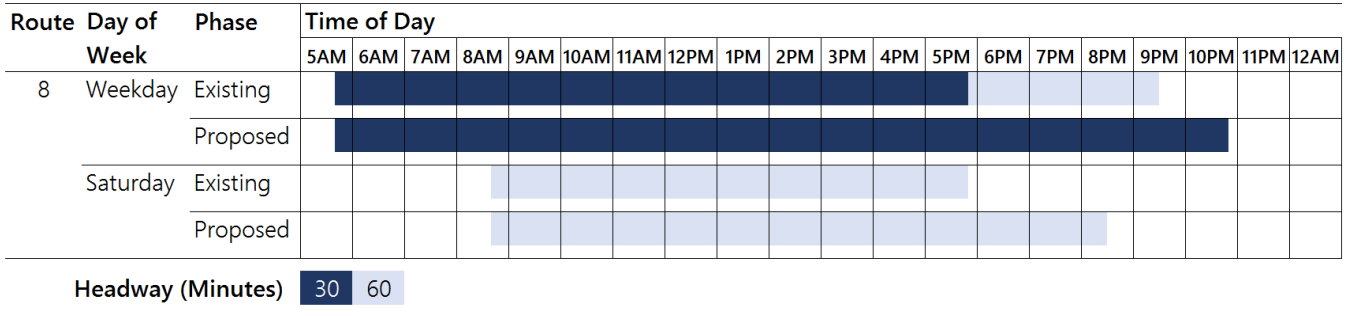 Route Day of Week Phase Time of Day
5AM 6AM 7AM 8AM 9AM 10AM 11AM 12PM 1PM 2PM 3PM 4PM 5PM 6PM 7PM 8PM 9PM 10PM 11PM 12AM
8 Weekday Existing
Proposed
Saturday Existing
Proposed
Headway (Minutes) 30 60